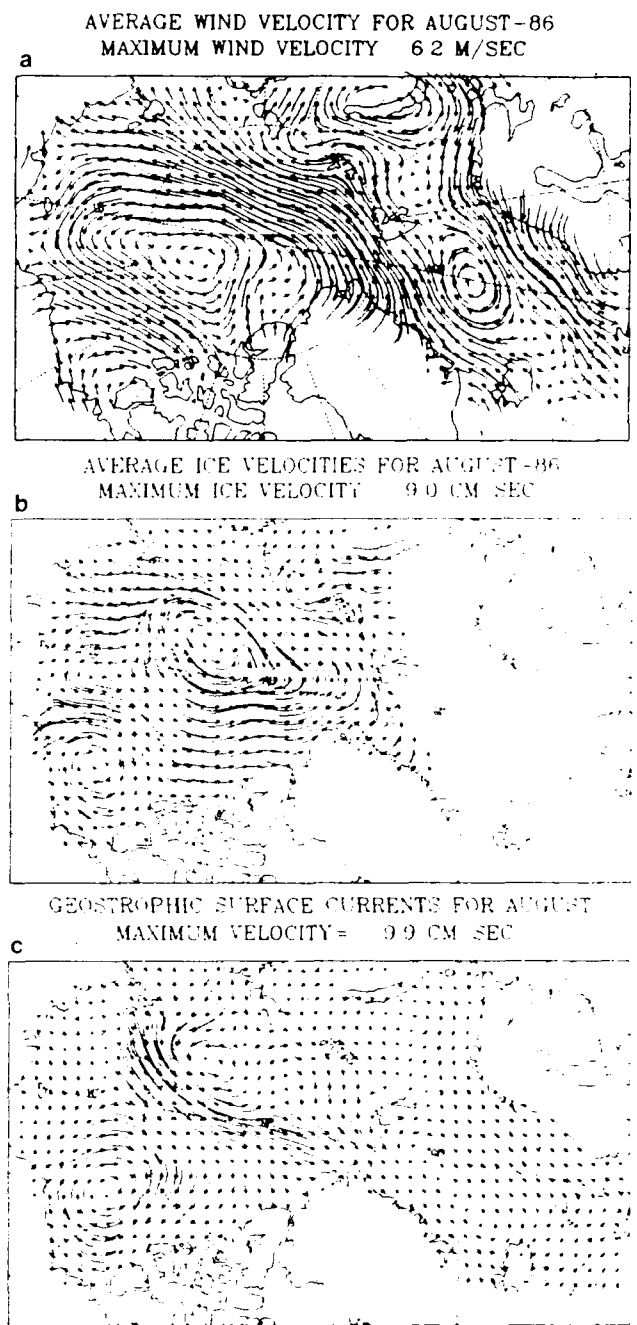 AVERAGE WIND VELOCITY FOR AUGUST-86
MAXIMUM WIND VELOCITY 6.2 M/SEC
a
AVERAGE ICE VELOCITIES FOR AUGUST-86
MAXIMUM ICE VELOCITY 9.0 CM SEC
b
GEOSTROPHIC SURFACE CURRENTS FOR AUGUST
MAXIMUM VELOCITY= 9.9 CM SEC
c